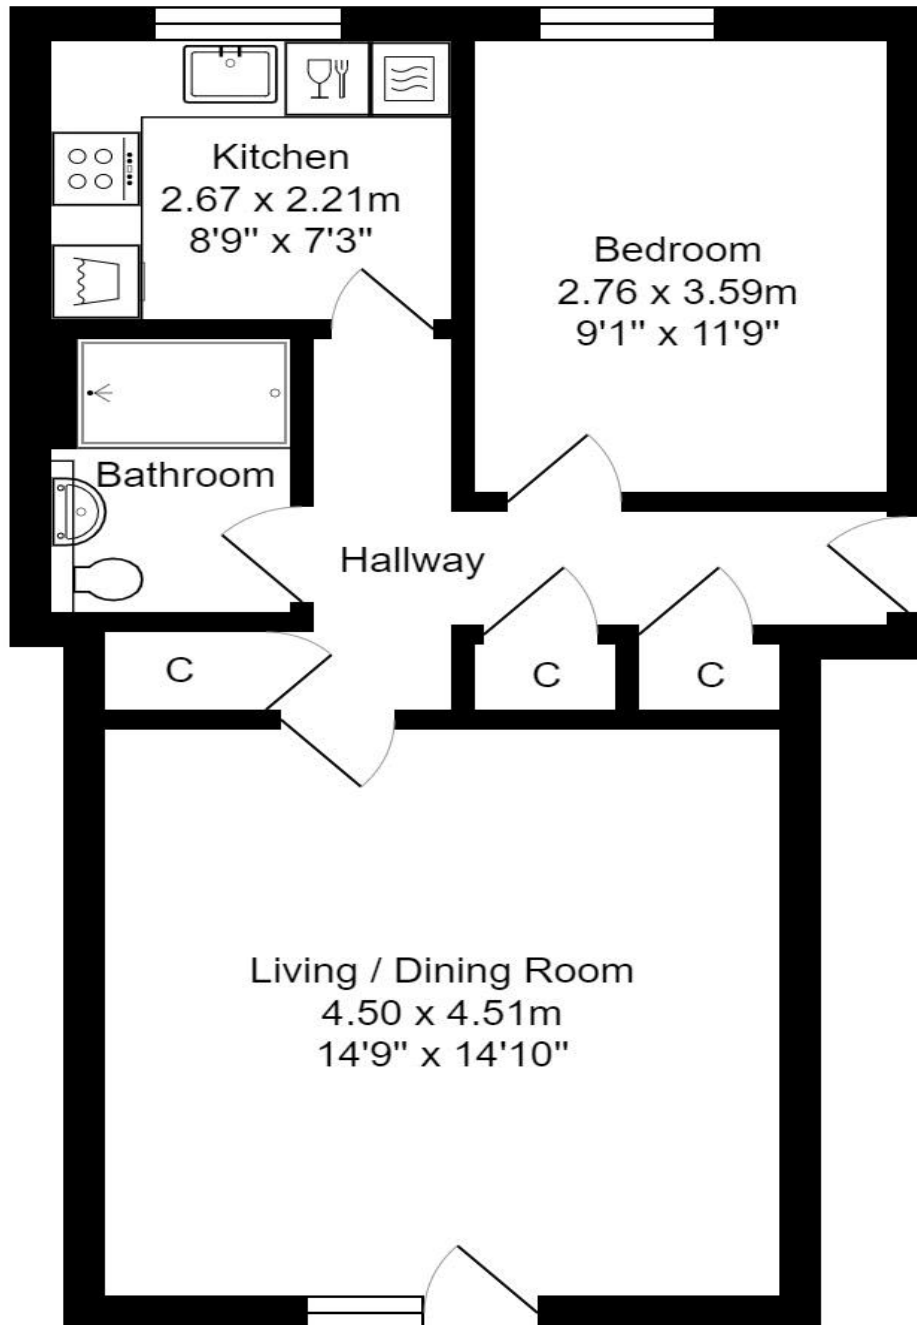 Kitchen
2.67 x 2.21m
8'9" x 7'3"
Bedroom
2.76 x 3.59m
9'1" x 11'9"
Bathroom
Hallway
C
C
C
Living / Dining Room
4.50 x 4.51m
14'9" x 14'10"